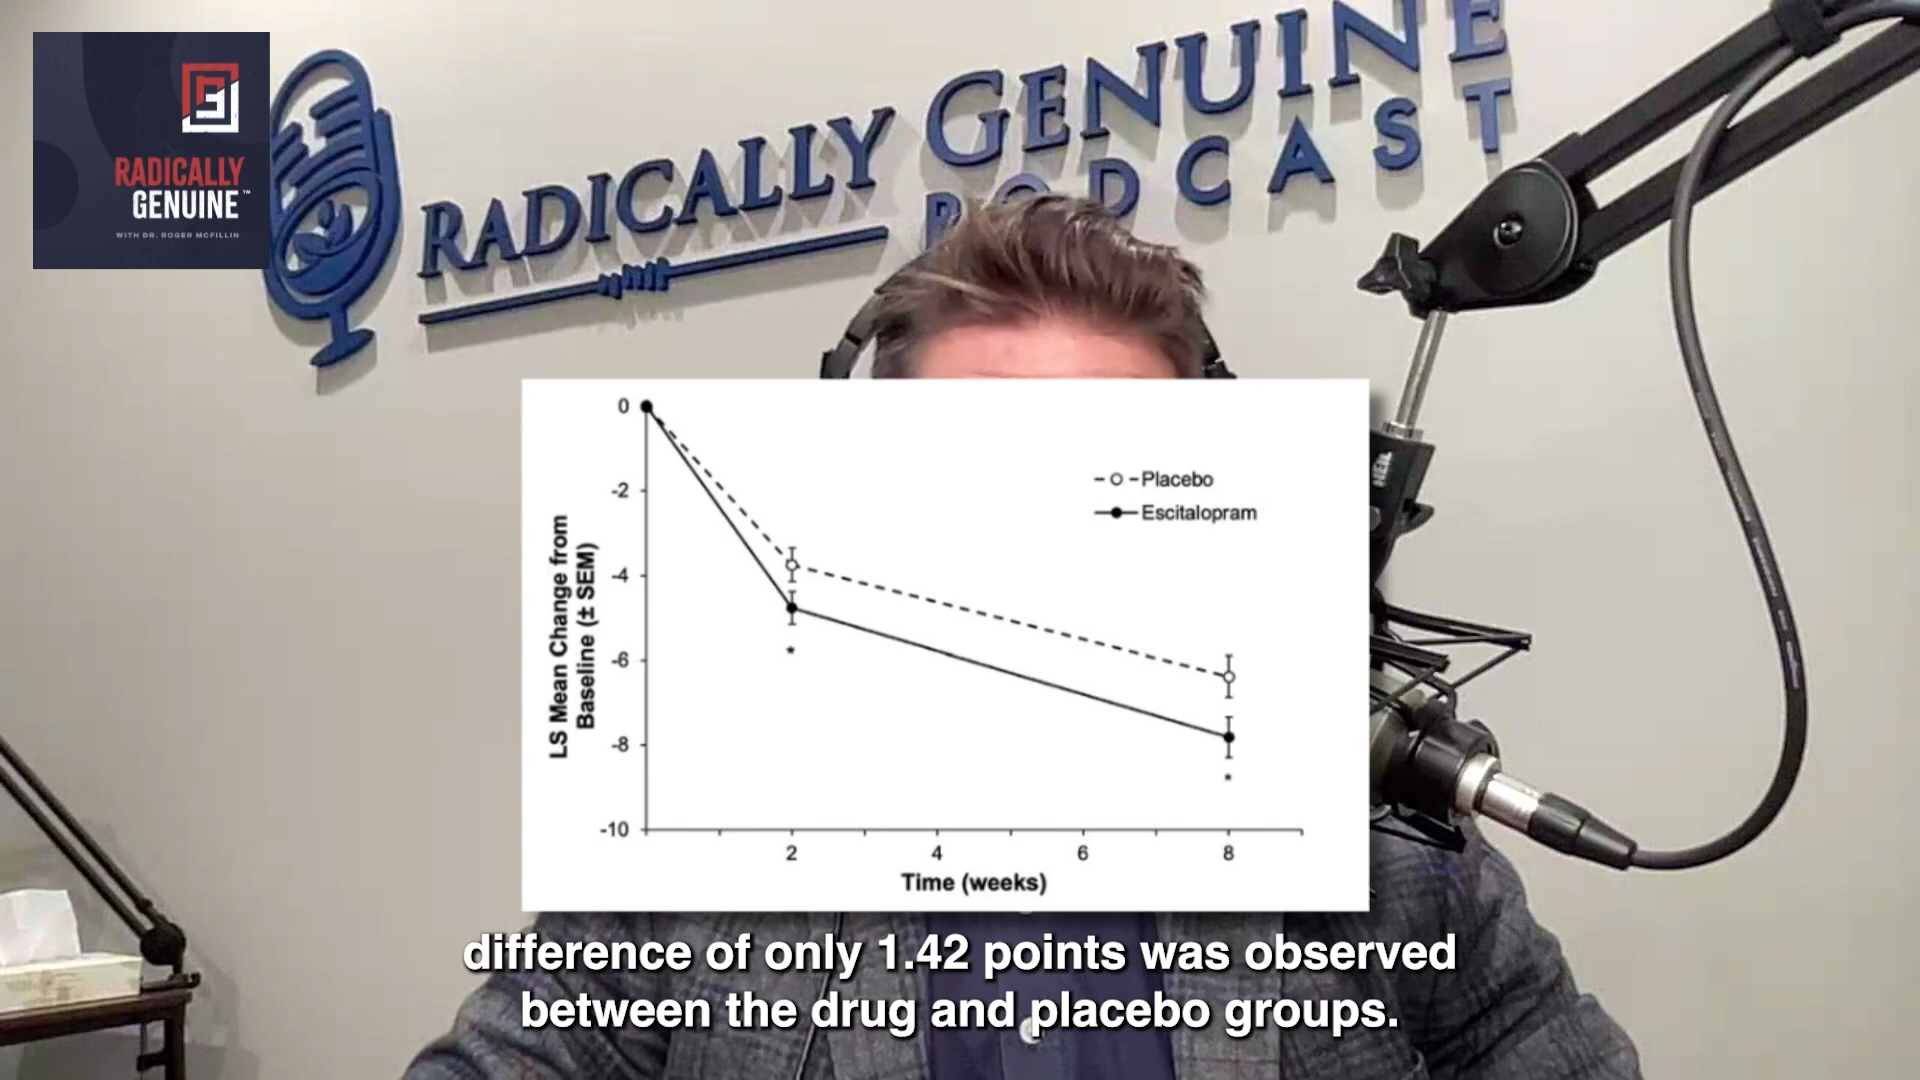 RADICALLY
GENUINE™
WITH DR. ROGER MCFILLIN
RADICALLY GENUINE
PODCAST
0
-2
-4
-6
-8
-10
LS Mean Change from
Baseline (± SEM)
Placebo
Escitalopram
*
*
2 4 6 8
Time (weeks)
difference of only 1.42 points was observed
between the drug and placebo groups.